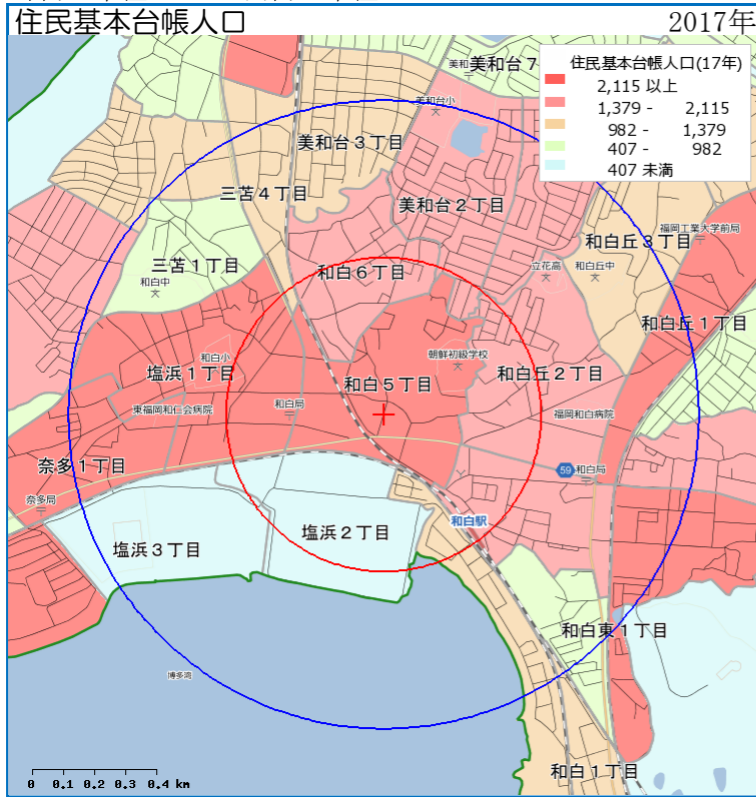 住民基本台帳人口
2017年
住民基本台帳人口(17年)
2,115 以上
1,379 - 2,115
982 - 1,379
407 - 982
407 未満
美和台7
美和台小
美和台3丁目
三苫4丁目
美和台2丁目
福岡工業大学前局
和白丘3丁目
三苫1丁目
和白中
和白6丁目
立花高
和白丘中
和白丘1丁目
和白小
朝鮮初級学校
塩浜1丁目
和白5丁目
和白丘2丁目
東福岡和仁会病院
和白局
福岡和白病院
奈多1丁目
59
和白局
奈多局
和白駅
塩浜2丁目
塩浜3丁目
和白東1丁目
博多湾
和白1丁目
0 0.1 0.2 0.3 0.4 km